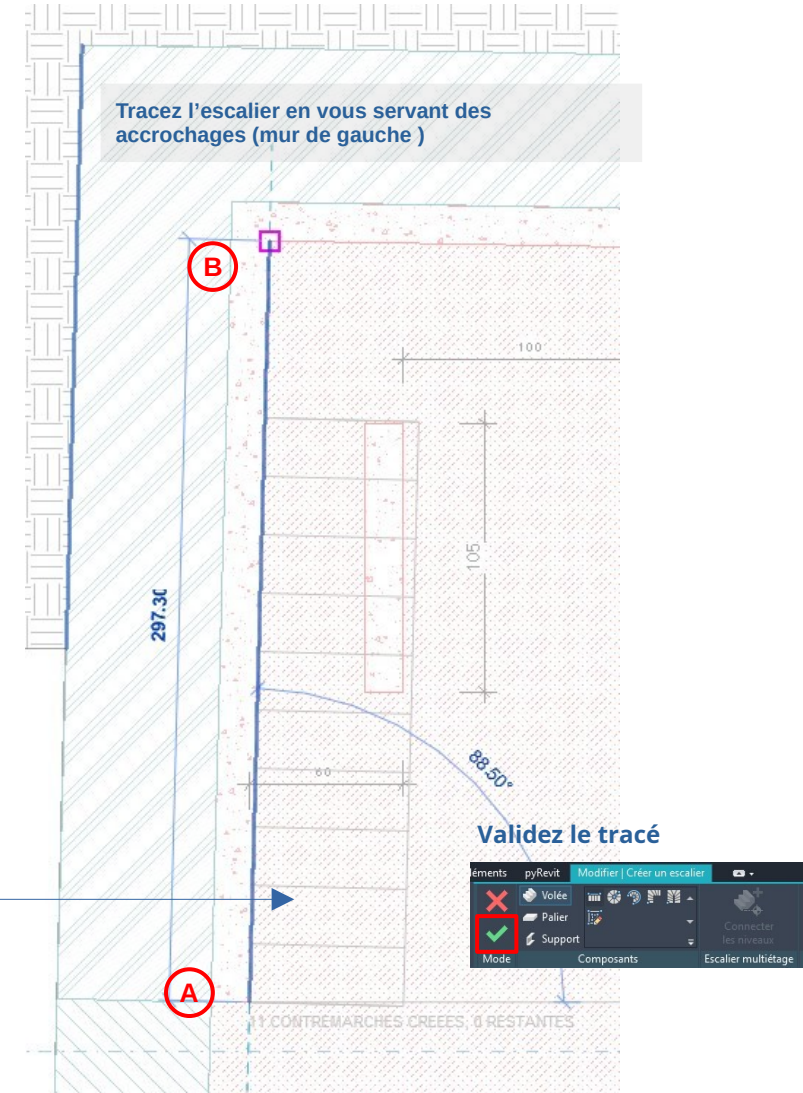 Tracez l’escalier en vous servant des
accrochages (mur de gauche )
B
100
105
297.30
88.50°
60
Validez le tracé
léments pyRevit Modifier | Créer un escalier
Volée
Palier
Support
Connecter
les niveaux
Mode Composants Escalier multiétage
A
11 CONTREMARCHES CREEES, 0 RESTANTES